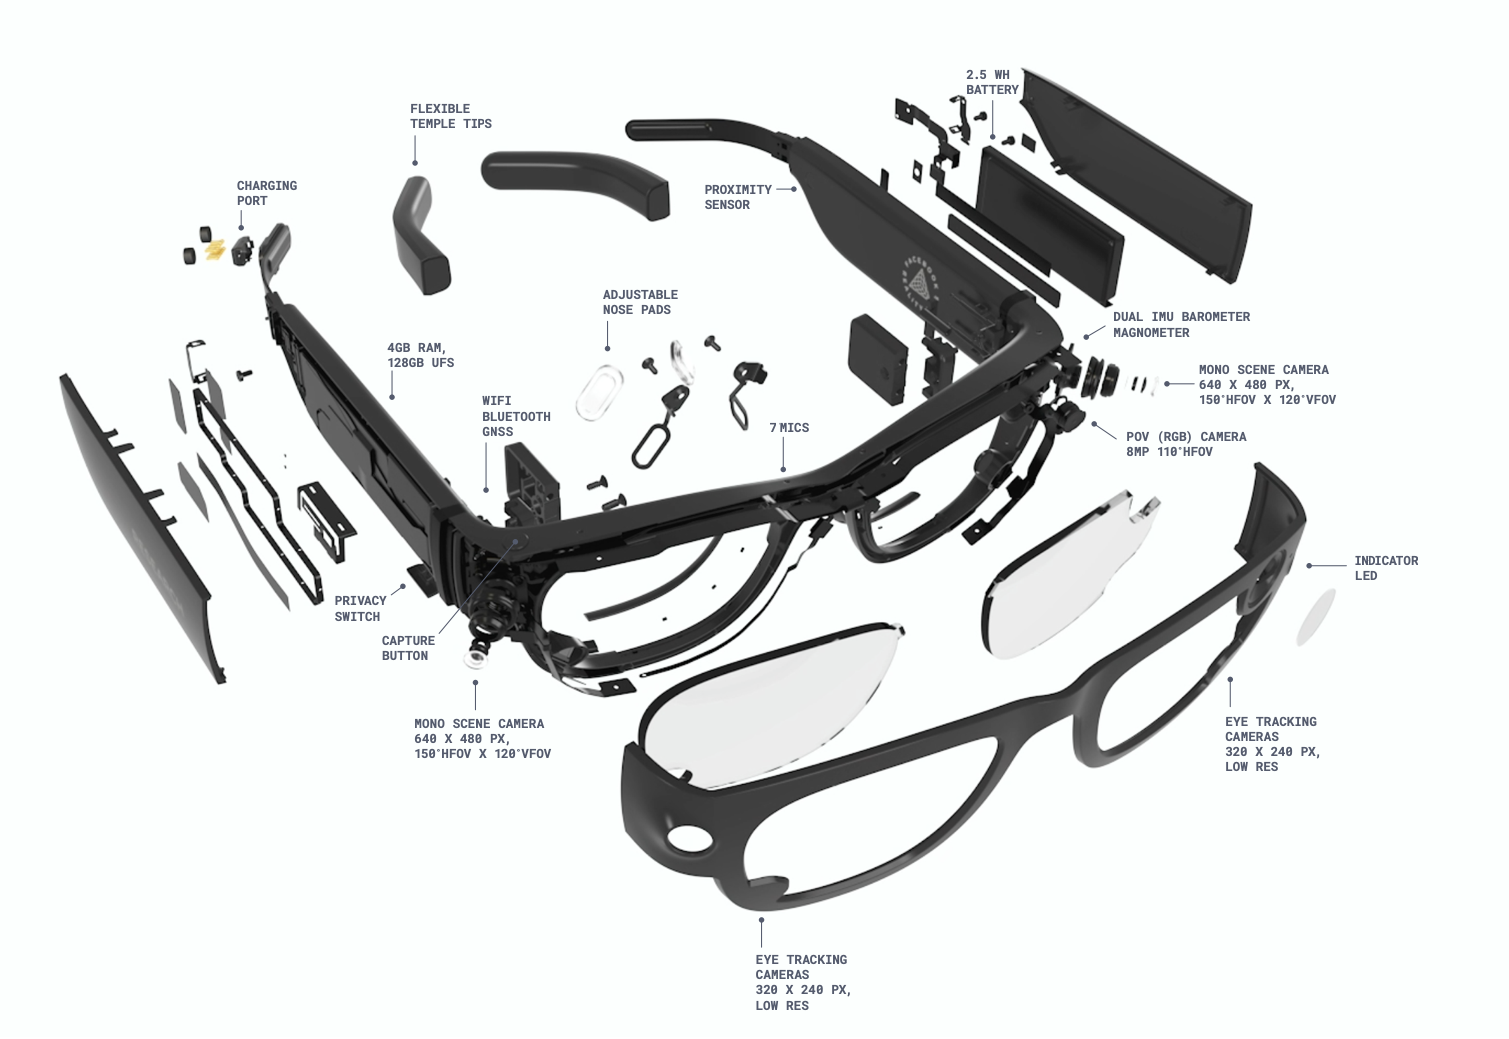 2.5 WH
BATTERY
FLEXIBLE
TEMPLE TIPS
CHARGING
PORT
PROXIMITY
SENSOR
FACEBOOK
ADJUSTABLE
NOSE PADS
DUAL IMU BAROMETER
MAGNOMETER
4GB RAM,
128GB UFS
MONO SCENE CAMERA
640 X 480 PX,
150°HFOV X 120°VFOV
WIFI
BLUETOOTH
GNSS
7 MICS
POV (RGB) CAMERA
8MP 110°HFOV
INDICATOR
LED
PRIVACY
SWITCH
CAPTURE
BUTTON
MONO SCENE CAMERA
640 X 480 PX,
150°HFOV X 120°VFOV
EYE TRACKING
CAMERAS
320 X 240 PX,
LOW RES
EYE TRACKING
CAMERAS
320 X 240 PX,
LOW RES